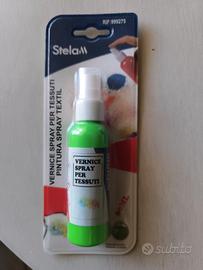 Stelam
RIF:999275
VERNICE SPRAY PER TESSUTI
PINTURA SPRAY TEXTIL
VERNICE
SPRAY
PER
TESSUTI
subito